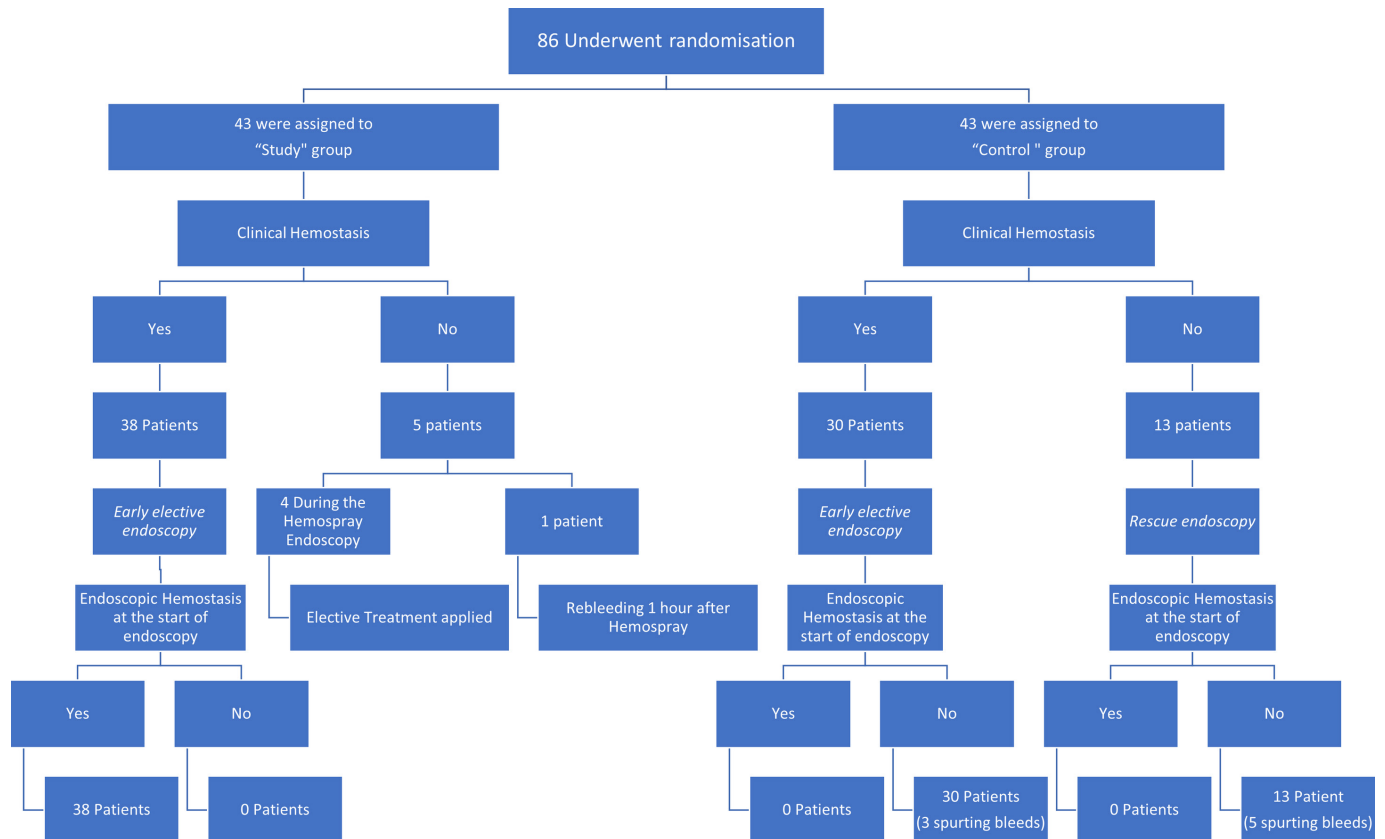 86 Underwent randomisation
43 were assigned to
“Study" group
43 were assigned to
“Control " group
Clinical Hemostasis
Clinical Hemostasis
Yes
No
Yes
No
38 Patients
5 patients
30 Patients
13 patients
Early elective
endoscopy
4 During the
Hemospray
Endoscopy
1 patient
Early elective
endoscopy
Rescue endoscopy
Endoscopic Hemostasis
at the start of
endoscopy
Elective Treatment applied
Rebleeding 1 hour after
Hemospray
Endoscopic
Hemostasis at the
start of endoscopy
Endoscopic Hemostasis
at the start of
endoscopy
Yes
No
Yes
No
Yes
No
38 Patients
0 Patients
0 Patients
30 Patients
(3 spurting bleeds)
0 Patients
13 Patient
(5 spurting bleeds)